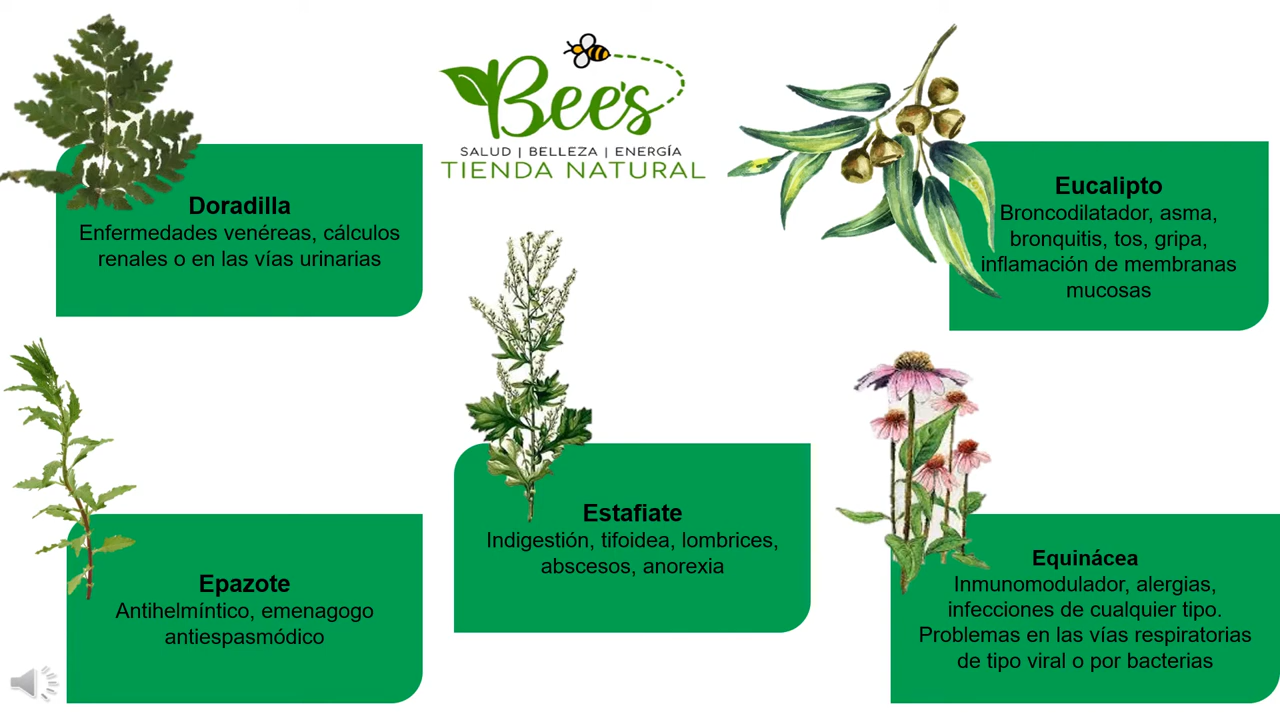 Bee's
SALUD | BELLEZA | ENERGÍA
TIENDA NATURAL
Doradilla
Enfermedades venéreas, cálculos
renales o en las vías urinarias
Eucalipto
Broncodilatador, asma,
bronquitis, tos, gripa,
inflamación de membranas
mucosas
Estafiate
Indigestión, tifoidea, lombrices,
abscesos, anorexia
Epazote
Antihelmíntico, emenagogo
antiespasmódico
Equinácea
Inmunomodulador, alergias,
infecciones de cualquier tipo.
Problemas en las vías respiratorias
de tipo viral o por bacterias